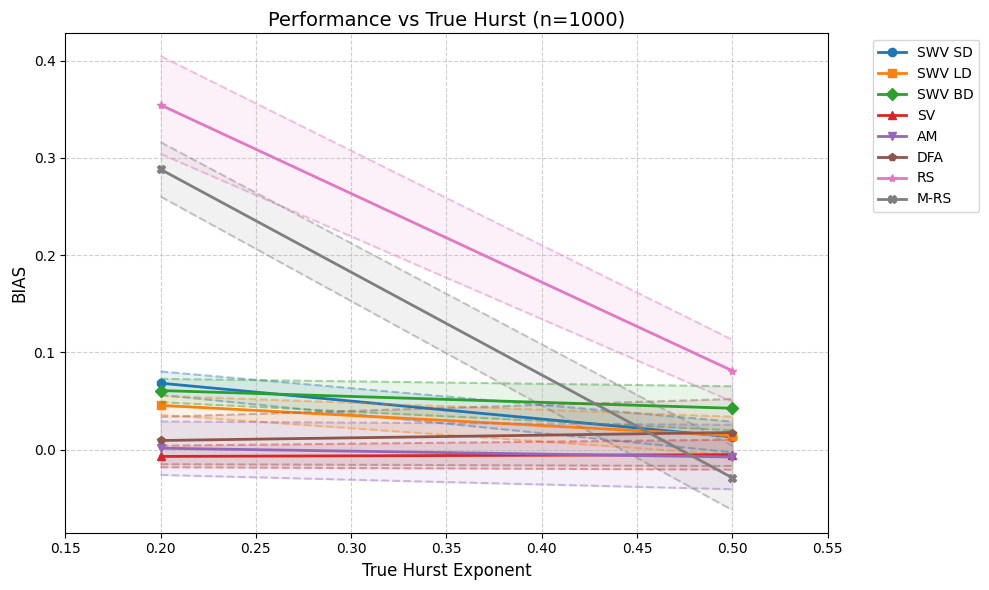 Performance vs True Hurst (n=1000)
BIAS
0.4
0.3
0.2
0.1
0.0
0.15 0.20 0.25 0.30 0.35 0.40 0.45 0.50 0.55
True Hurst Exponent
SWV SD
SWV LD
SWV BD
SV
AM
DFA
RS
M-RS